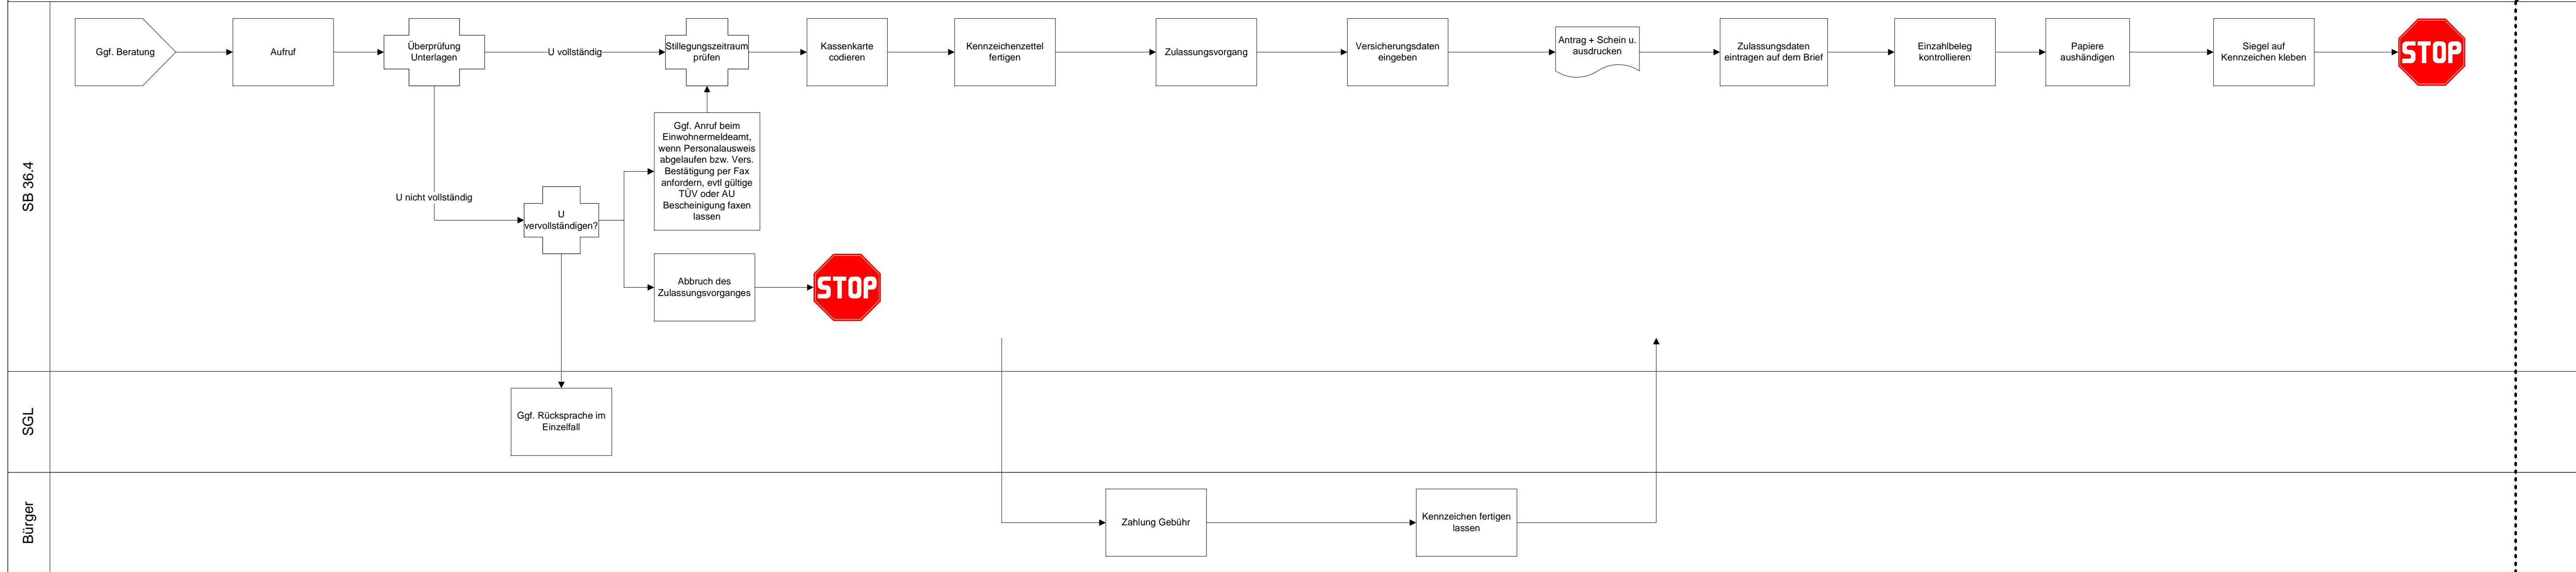 SB 36.4
Ggf. Beratung
Aufruf
Überprüfung
Unterlagen
U vollständig
Stillegungszeitraum
prüfen
Kassenkarte
codieren
Kennzeichenzettel
fertigen
Zulassungsvorgang
Versicherungsdaten
eingeben
Antrag + Schein u.
ausdrucken
Zulassungsdaten
eintragen auf dem Brief
Einzahlbeleg
kontrollieren
Papiere
aushändigen
Siegel auf
Kennzeichen kleben
STOP
U nicht vollständig
U
vervollständigen?
Ggf. Anruf beim
Einwohnermeldeamt,
wenn Personalausweis
abgelaufen bzw. Vers.
Bestätigung per Fax
anfordern, evtl gültige
TÜV oder AU
Bescheinigung faxen
lassen
Abbruch des
Zulassungsvorganges
STOP
SGL
Ggf. Rücksprache im
Einzelfall
Bürger
Zahlung Gebühr
Kennzeichen fertigen
lassen